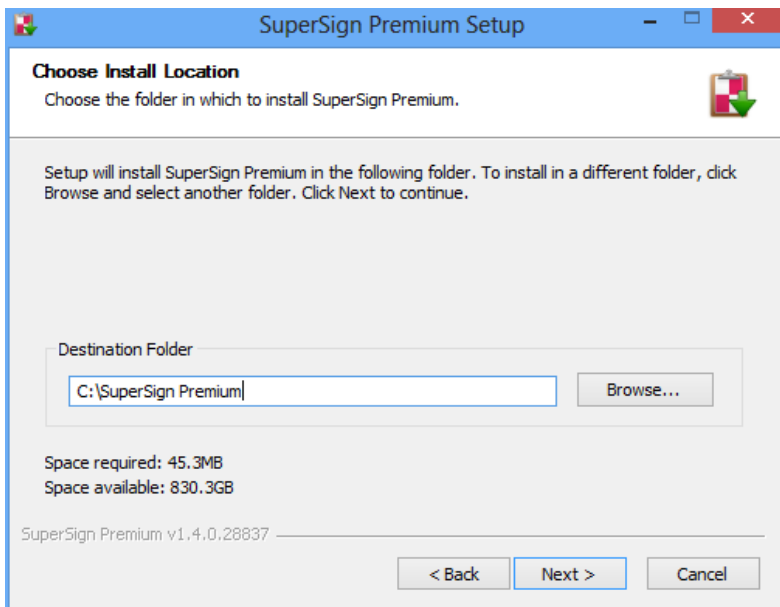 SuperSign Premium Setup
Choose Install Location
Choose the folder in which to install SuperSign Premium.
Setup will install SuperSign Premium in the following folder. To install in a different folder, click
Browse and select another folder. Click Next to continue.
Destination Folder
C:\SuperSign Premium
Browse...
Space required: 45.3MB
Space available: 830.3GB
SuperSign Premium v1.4.0.28837
< Back
Next >
Cancel